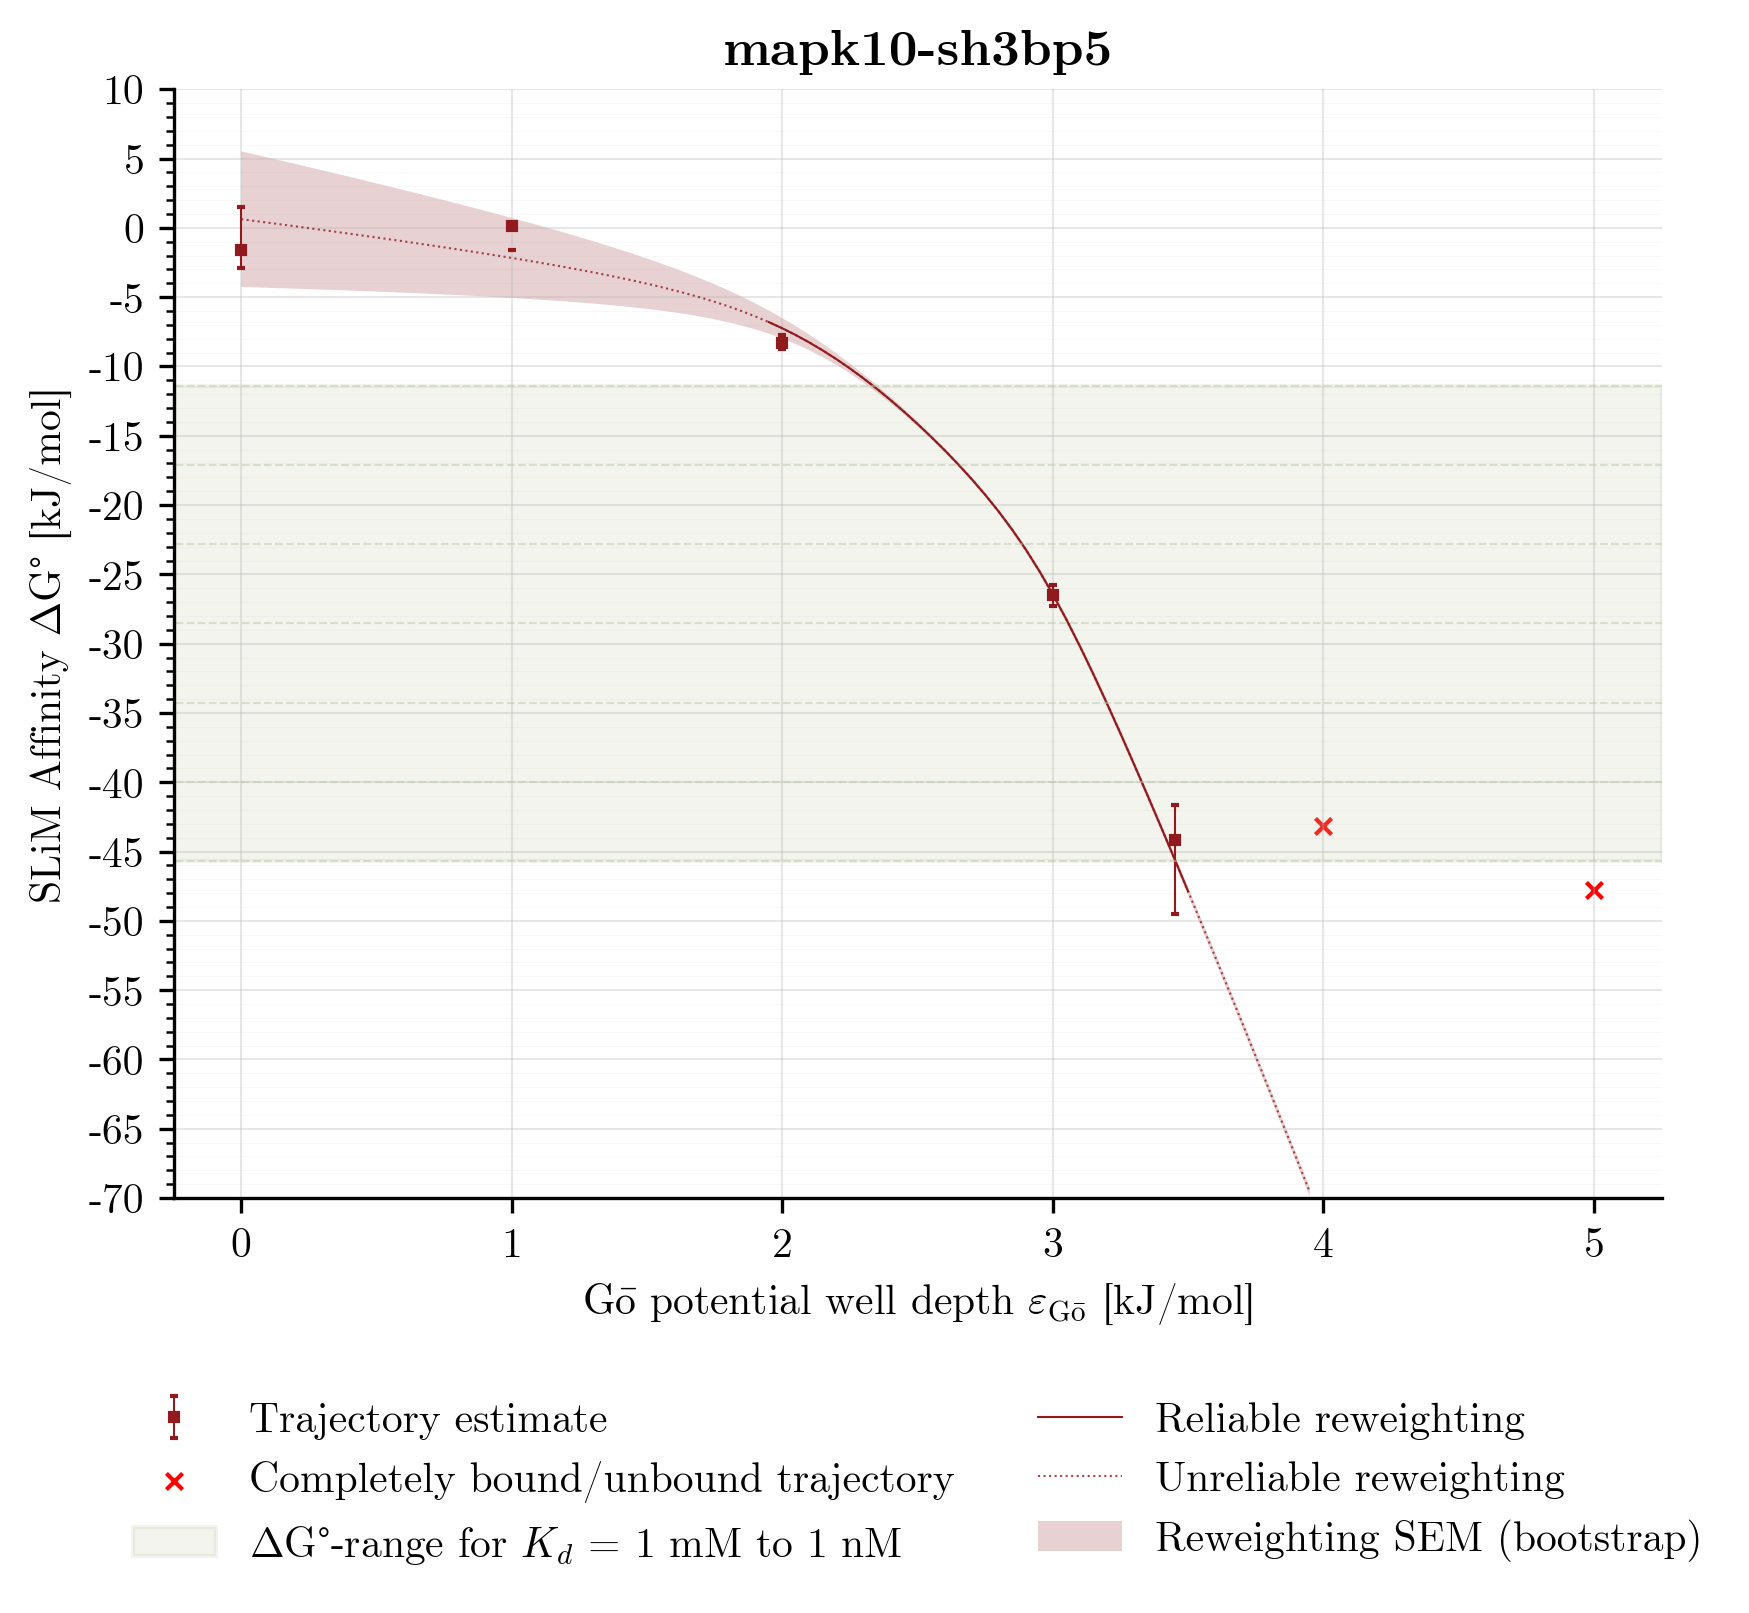 mapk10-sh3bp5
10
5
0
-5
-10
-15
-20
-25
-30
-35
-40
-45
-50
-55
-60
-65
-70
SLiM Affinity ΔG° [kJ/mol]
0 1 2 3 4 5
Gō potential well depth ε_Gō [kJ/mol]
Trajectory estimate
Completely bound/unbound trajectory
ΔG°-range for K_d = 1 mM to 1 nM
Reliable reweighting
Unreliable reweighting
Reweighting SEM (bootstrap)